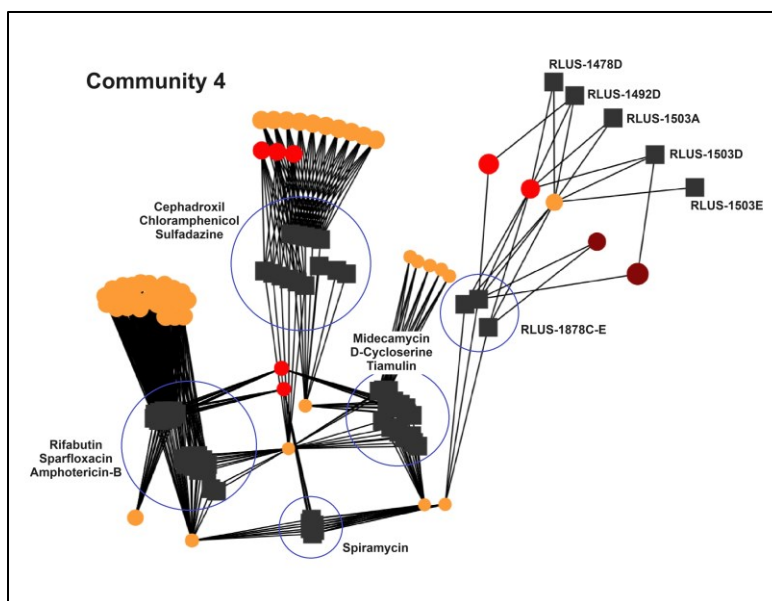 Community 4
RLUS-1478D
RLUS-1492D
RLUS-1503A
RLUS-1503D
RLUS-1503E
Cephadroxil
Chloramphenicol
Sulfadazine
RLUS-1878C-E
Midecamycin
D-Cycloserine
Tiamulin
Rifabutin
Sparfloxacin
Amphotericin-B
Spiramycin